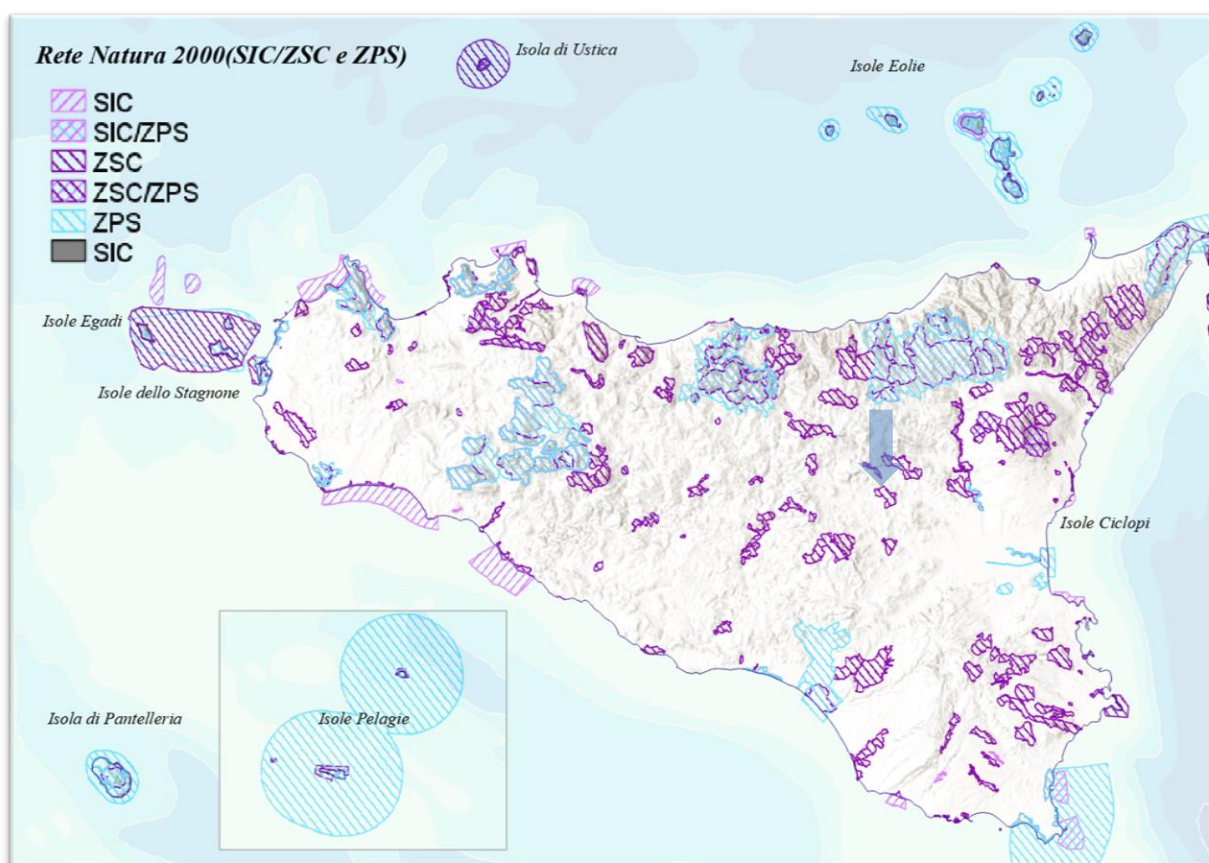 Rete Natura 2000(SIC/ZSC e ZPS)
Isola di Ustica
Isole Eolie
SIC
SIC/ZPS
ZSC
ZSC/ZPS
ZPS
SIC
Isole Egadi
Isole dello Stagnone
Isole Ciclopi
Isola di Pantelleria
Isole Pelagie